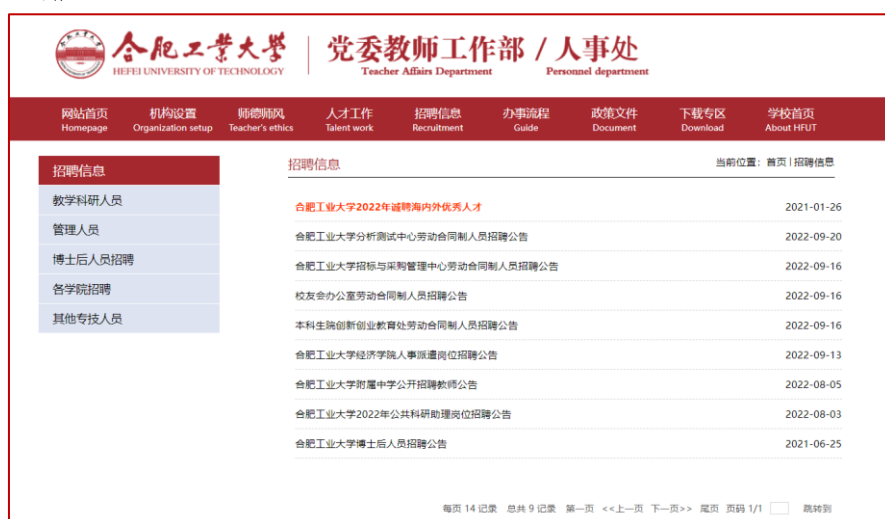 合肥工业大学
HEFEI UNIVERSITY OF TECHNOLOGY
党委教师工作部 / 人事处
Teacher Affairs Department Personnel department
网站首页 机构设置 师德师风 人才工作 招聘信息 办事流程 政策文件 下载专区 学校首页
Homepage Organization setup Teacher's ethics Talent work Recruitment Guide Document Download About HFUT
招聘信息
教学科研人员
管理人员
博士后人员招聘
各学院招聘
其他专技人员
招聘信息 当前位置: 首页 | 招聘信息
合肥工业大学2022年诚聘海内外优秀人才 2021-01-26
合肥工业大学分析测试中心劳动合同制人员招聘公告 2022-09-20
合肥工业大学招标与采购管理中心劳动合同制人员招聘公告 2022-09-16
校友会办公室劳动合同制人员招聘公告 2022-09-16
本科生院创新创业教育处劳动合同制人员招聘公告 2022-09-16
合肥工业大学经济学院人事派遣岗位招聘公告 2022-09-13
合肥工业大学附属中学公开招聘教师公告 2022-08-05
合肥工业大学2022年公共科研助理岗位招聘公告 2022-08-03
合肥工业大学博士后人员招聘公告 2021-06-25
每页 14 记录 总共 9 记录 第一页 <<上一页 下一页>> 尾页 页码 1/1 跳转到